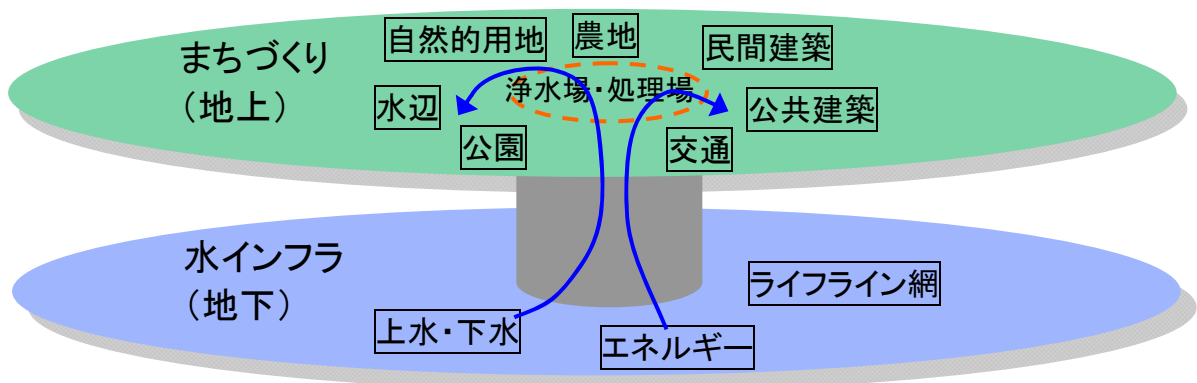 まちづくり
（地上）
自然的用地
農地
民間建築
浄水場・処理場
水辺
公園
公共建築
交通
水インフラ
（地下）
ライフライン網
上水・下水
エネルギー